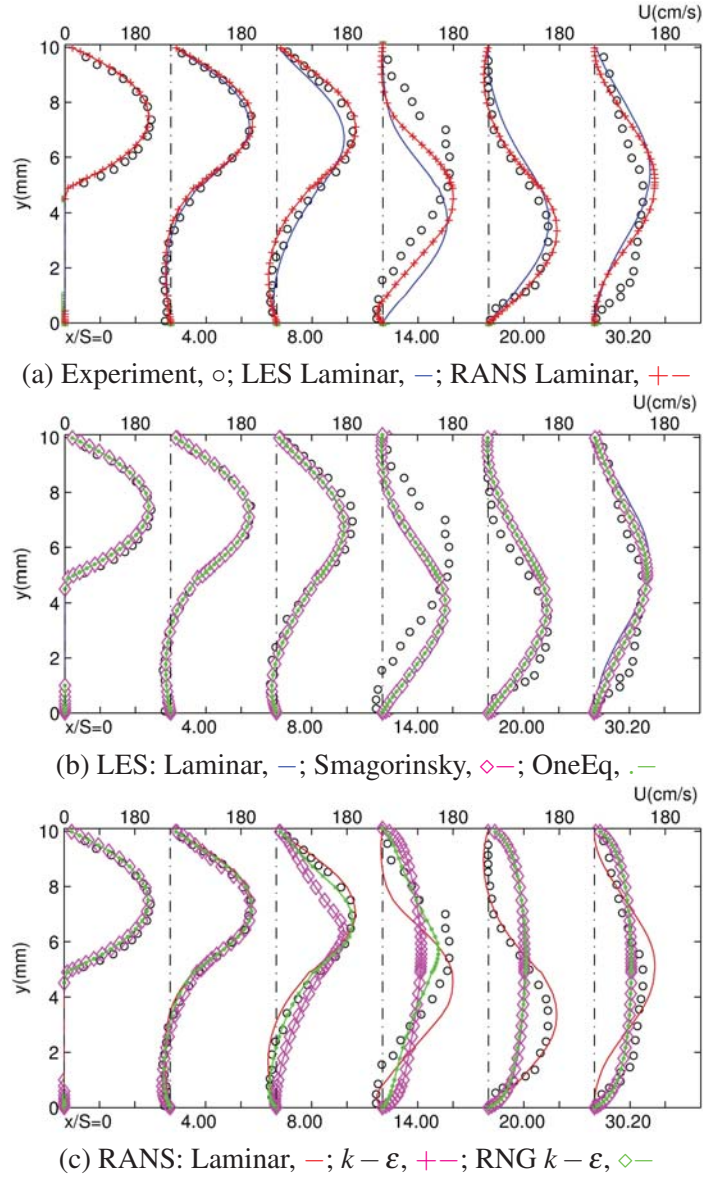 0 180 180 180 180 180 180
U(cm/s)
10
8
6
4
2
0
y(mm)
x/S=0 4.00 8.00 14.00 20.00 30.20
(a) Experiment, ○; LES Laminar, −; RANS Laminar, +−
U(cm/s)
0 180 180 180 180 180 180
10
8
6
4
2
0
y(mm)
x/S=0 4.00 8.00 14.00 20.00 30.20
(b) LES: Laminar, −; Smagorinsky, ◇−; OneEq, .−
U(cm/s)
0 180 180 180 180 180 180
10
8
6
4
2
0
y(mm)
x/S=0 4.00 8.00 14.00 20.00 30.20
(c) RANS: Laminar, −; k − ε, +−; RNG k − ε, ◇−